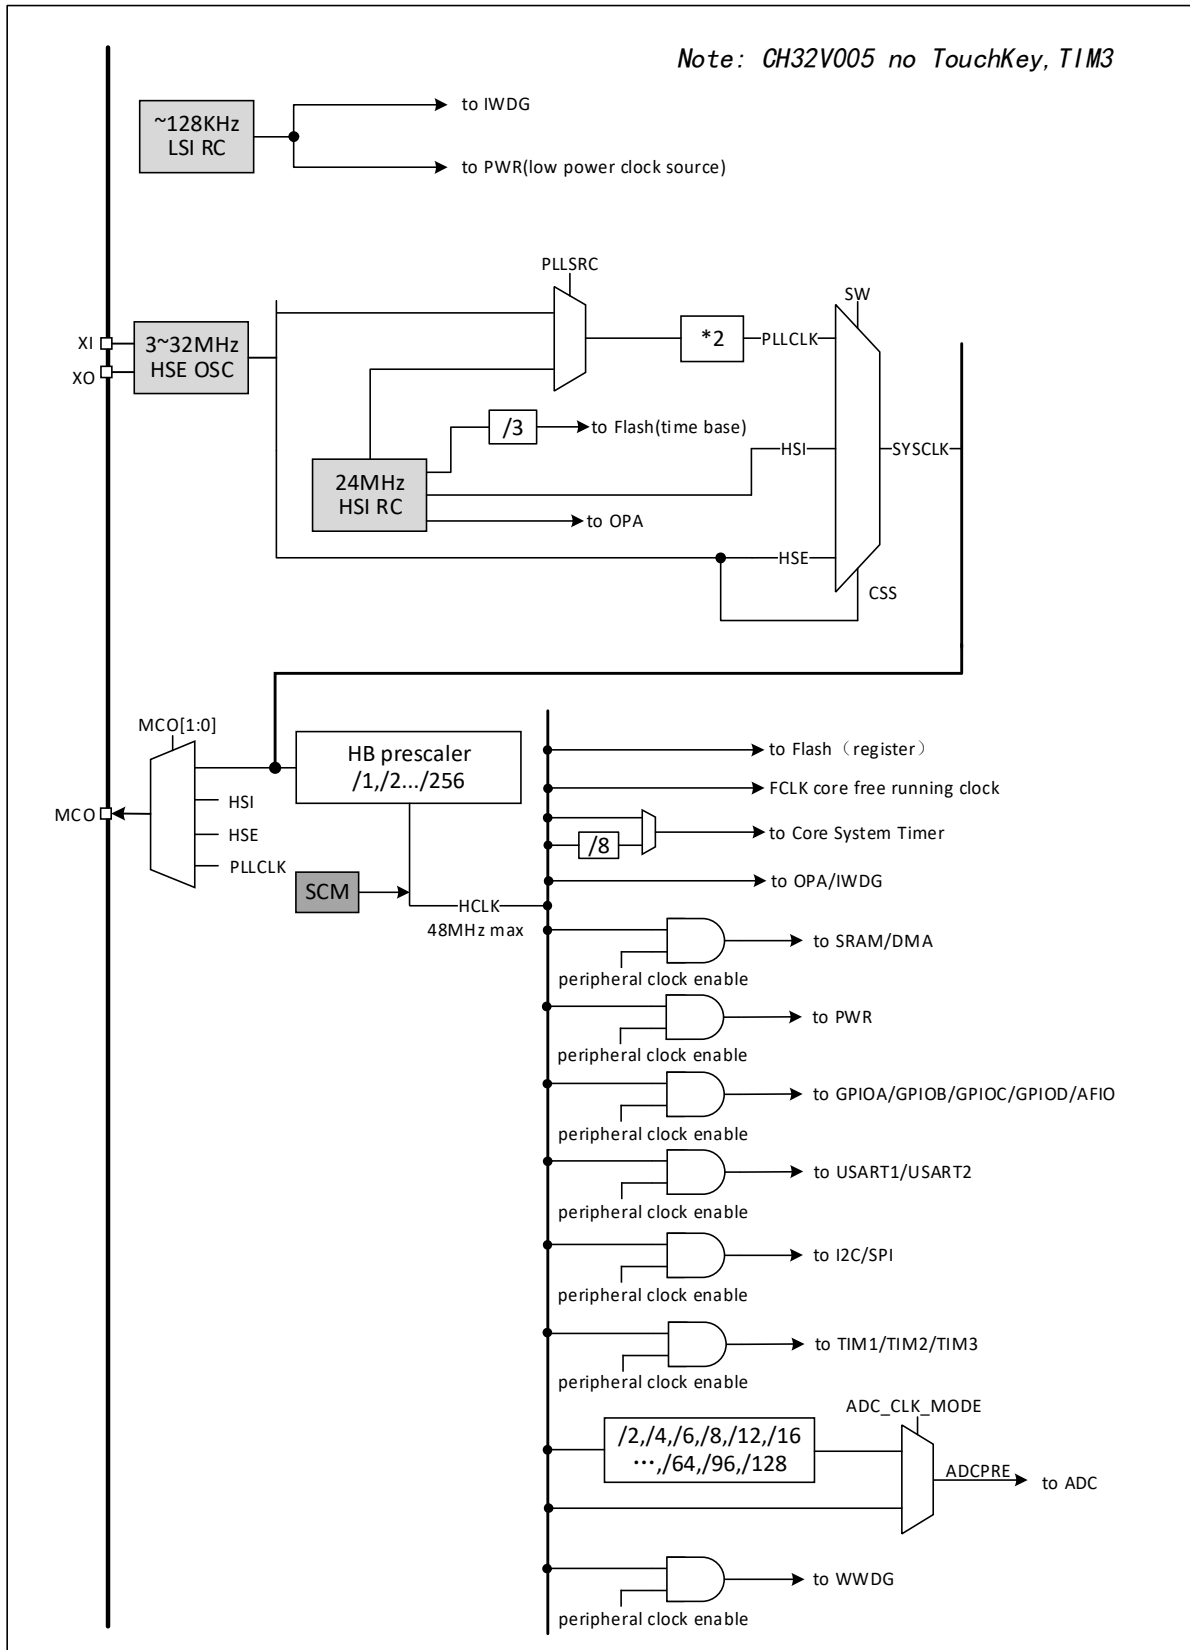 Note: CH32V005 no TouchKey, TIM3
to IWDG
~128KHz
LSI RC
to PWR(low power clock source)
PLLSRC
SW
XI
XO
3~32MHz
HSE OSC
*2
PLLCLK
/3
to Flash(time base)
HSI
SYSCLK
24MHz
HSI RC
to OPA
HSE
CSS
MCO[1:0]
HB prescaler
/1,/2.../256
HSI
MCO
HSE
PLLCLK
SCM
HCLK
48MHz max
to Flash（register）
FCLK core free running clock
/8
to Core System Timer
to OPA/IWDG
to SRAM/DMA
peripheral clock enable
to PWR
peripheral clock enable
to GPIOA/GPIOB/GPIOC/GPIOD/AFIO
peripheral clock enable
to USART1/USART2
peripheral clock enable
to I2C/SPI
peripheral clock enable
to TIM1/TIM2/TIM3
peripheral clock enable
ADC_CLK_MODE
/2,/4,/6,/8,/12,/16
⋯,/64,/96,/128
ADCPRE
to ADC
to WWDG
peripheral clock enable